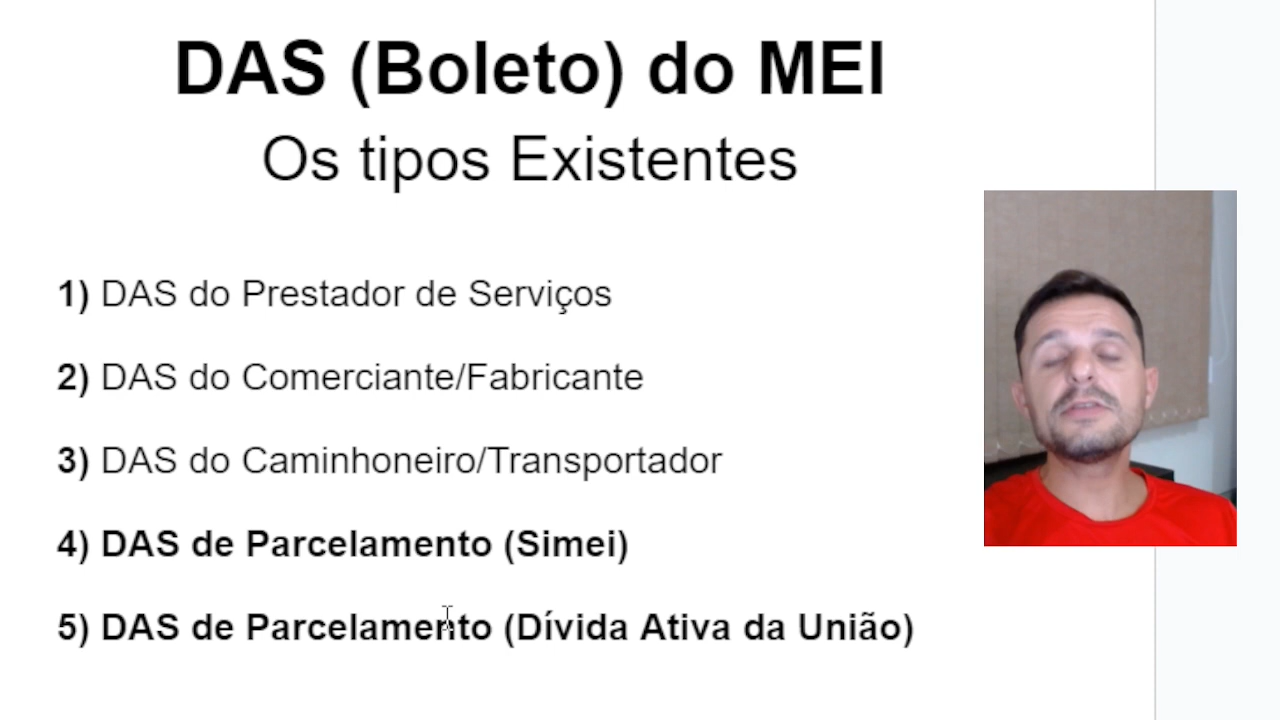 DAS (Boleto) do MEI
Os tipos Existentes
1) DAS do Prestador de Serviços
2) DAS do Comerciante/Fabricante
3) DAS do Caminhoneiro/Transportador
4) DAS de Parcelamento (Simei)
5) DAS de Parcelamento (Dívida Ativa da União)